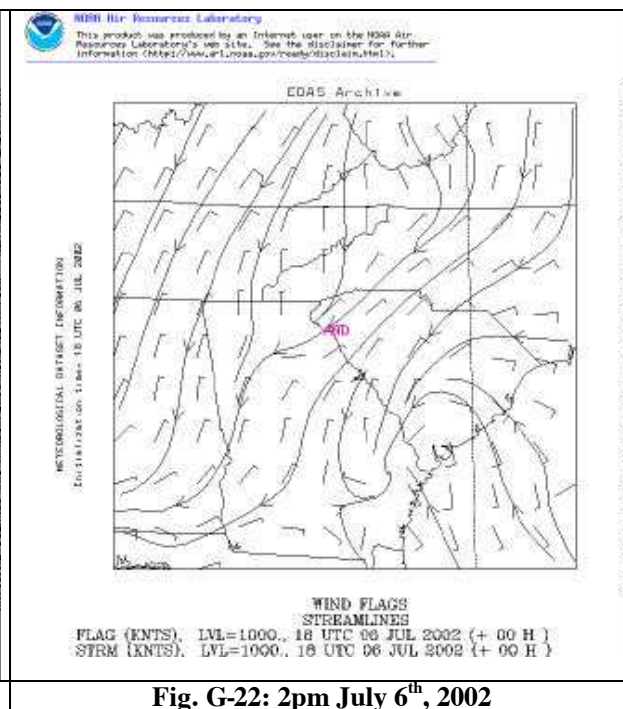 NOAA Air Resources Laboratory
This product was produced by an Internet user on the NOAA Air
Resources Laboratory's web site. See the disclaimer for further
information (http://www.arl.noaa.gov/ready/disclaim.html).
EDAS Archive
METEOROLOGICAL DATASET INFORMATION
Initialization time= 18 UTC 06 JUL 2002
AND
WIND FLAGS
STREAMLINES
FLAG (KNTS), LVL=1000., 18 UTC 06 JUL 2002 (+ 00 H )
STRM (KNTS), LVL=1000., 18 UTC 06 JUL 2002 (+ 00 H )
Fig. G-22: 2pm July 6th, 2002